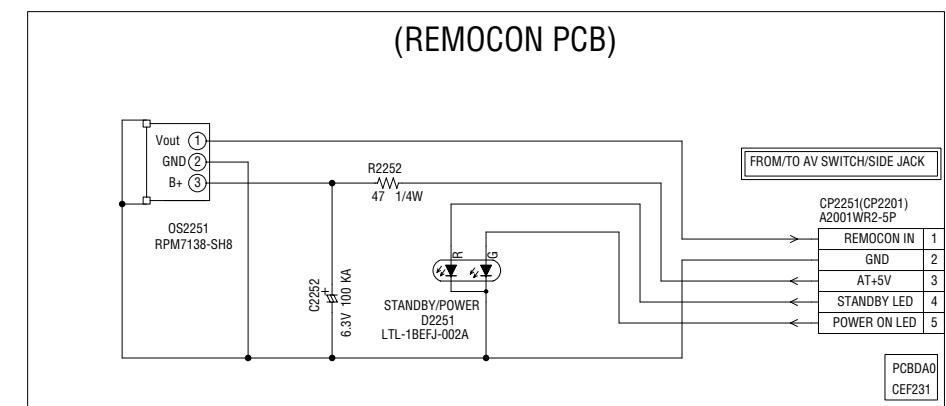 (REMOCON PCB)
Vout 1
GND 2
B+ 3
OS2251
RPM7138-SH8
R2252
47 1/4W
C2252
+
6.3V 100 KA
R
G
STANDBY/POWER
D2251
LTL-1BEFJ-002A
FROM/TO AV SWITCH/SIDE JACK
CP2251(CP2201)
A2001WR2-5P
REMOCON IN 1
GND 2
AT+5V 3
STANDBY LED 4
POWER ON LED 5
PCBDA0
CEF231